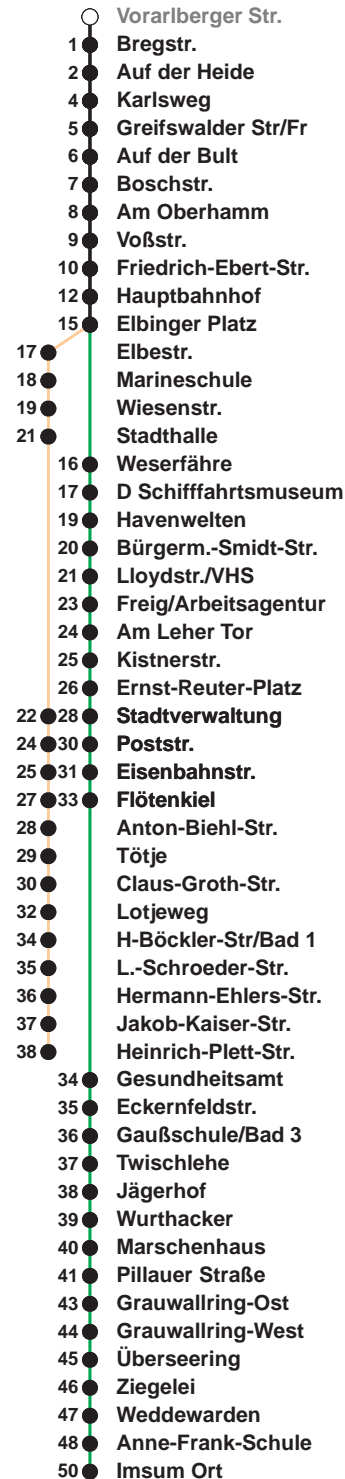 Vorarlberger Str.
1 Bregstr.
2 Auf der Heide
4 Karlsweg
5 Greifswalder Str/Fr
6 Auf der Bult
7 Boschstr.
8 Am Oberhamm
9 Voßstr.
10 Friedrich-Ebert-Str.
12 Hauptbahnhof
15 Elbinger Platz
17 Elbestr.
18 Marineschule
19 Wiesenstr.
21 Stadthalle
16 Weserfähre
17 D Schifffahrtsmuseum
19 Havenwelten
20 Bürgerm.-Smidt-Str.
21 Lloydstr./VHS
23 Freig/Arbeitsagentur
24 Am Leher Tor
25 Kistnerstr.
26 Ernst-Reuter-Platz
22 28 Stadtverwaltung
24 30 Poststr.
25 31 Eisenbahnstr.
27 33 Flötenkiel
28 Anton-Biehl-Str.
29 Tötje
30 Claus-Groth-Str.
32 Lotjeweg
34 H-Böckler-Str/Bad 1
35 L.-Schroeder-Str.
36 Hermann-Ehlers-Str.
37 Jakob-Kaiser-Str.
38 Heinrich-Plett-Str.
34 Gesundheitsamt
35 Eckernfeldstr.
36 Gaußschule/Bad 3
37 Twischlehe
38 Jägerhof
39 Wurthacker
40 Marschenhaus
41 Pillauer Straße
43 Grauwallring-Ost
44 Grauwallring-West
45 Überseering
46 Ziegelei
47 Weddewarden
48 Anne-Frank-Schule
50 Imsum Ort